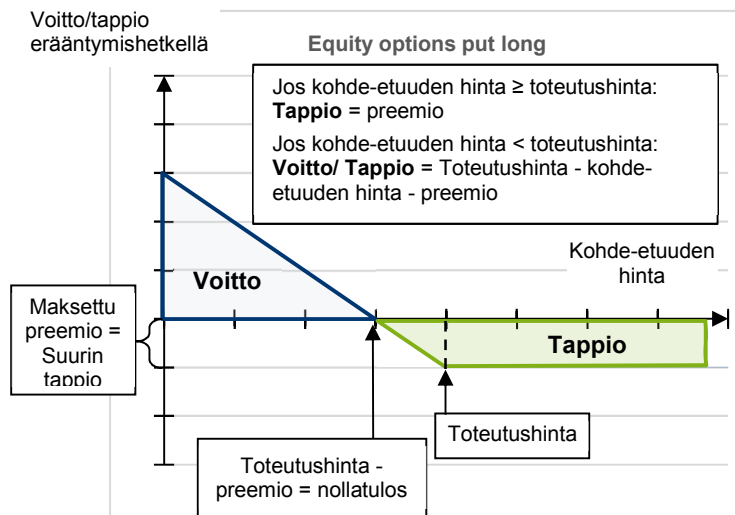 Voitto/tappio
erääntymishetkellä
Equity options put long
Jos kohde-etuuden hinta ≥ toteutushinta:
Tappio = preemio
Jos kohde-etuuden hinta < toteutushinta:
Voitto/ Tappio = Toteutushinta - kohde-
etuuden hinta - preemio
Kohde-etuuden
hinta
Voitto
Maksettu
preemio =
Suurin
tappio
Tappio
Toteutushinta
Toteutushinta -
preemio = nollatulos